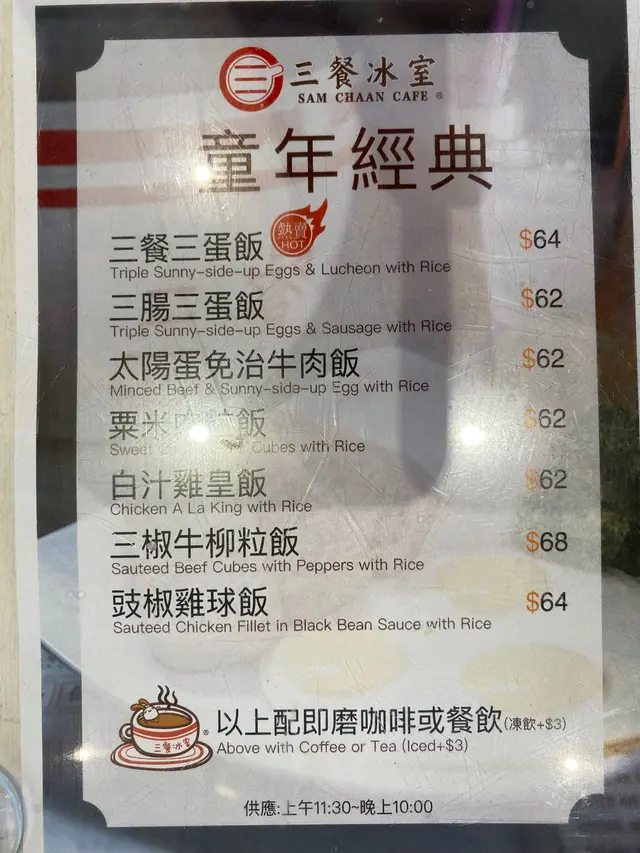 三餐冰室
SAM CHAAN CAFE ®
童年經典
三餐三蛋飯 熱賣 HOT $64
Triple Sunny-side-up Eggs & Lucheon with Rice
三腸三蛋飯 $62
Triple Sunny-side-up Eggs & Sausage with Rice
太陽蛋免治牛肉飯 $62
Minced Beef & Sunny-side-up Egg with Rice
粟米肉粒飯 $62
Sweet Cubes with Rice
白汁雞皇飯 $62
Chicken A La King with Rice
三椒牛柳粒飯 $68
Sauteed Beef Cubes with Peppers with Rice
豉椒雞球飯 $64
Sauteed Chicken Fillet in Black Bean Sauce with Rice
三餐冰室 ®
以上配即磨咖啡或餐飲(凍飲+$3)
Above with Coffee or Tea (Iced+$3)
供應:上午11:30~晚上10:00